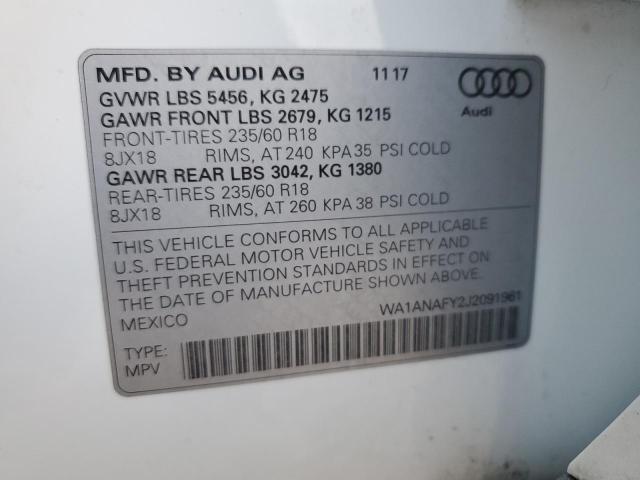 MFD. BY AUDI AG 11 17
GVWR LBS 5456, KG 2475
GAWR FRONT LBS 2679, KG 1215
FRONT-TIRES 235/60 R18
8JX18 RIMS, AT 240 KPA 35 PSI COLD
GAWR REAR LBS 3042, KG 1380
REAR-TIRES 235/60 R18
8JX18 RIMS, AT 260 KPA 38 PSI COLD
Audi
THIS VEHICLE CONFORMS TO ALL APPLICABLE
U.S. FEDERAL MOTOR VEHICLE SAFETY AND
THEFT PREVENTION STANDARDS IN EFFECT ON
THE DATE OF MANUFACTURE SHOWN ABOVE.
MEXICO
WA1ANAFY2J2091961
TYPE:
MPV